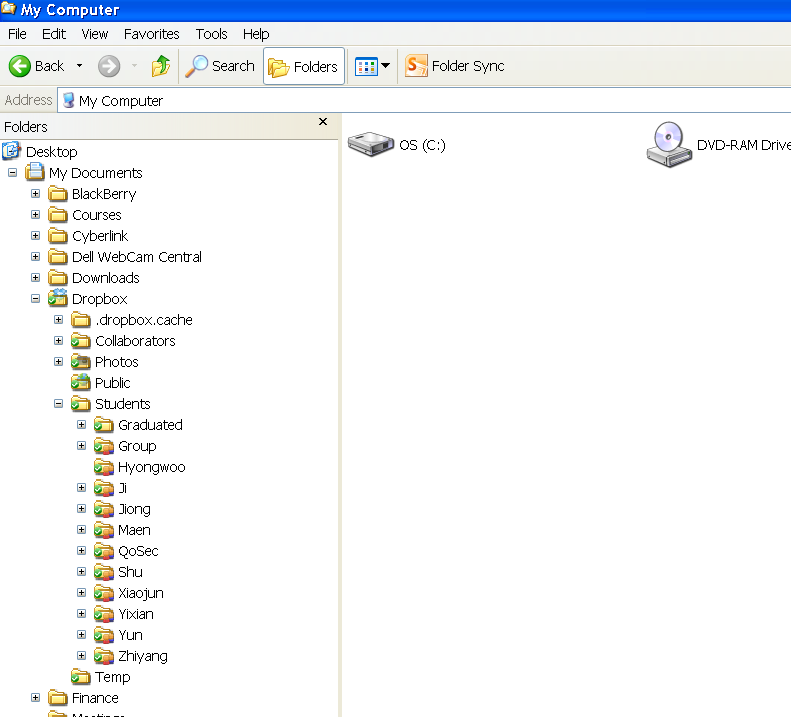 My Computer
File Edit View Favorites Tools Help
Back Search Folders Folder Sync
Address My Computer
Folders
OS (C:) DVD-RAM Drive
Desktop
My Documents
BlackBerry
Courses
Cyberlink
Dell WebCam Central
Downloads
Dropbox
.dropbox.cache
Collaborators
Photos
Public
Students
Graduated
Group
Hyongwoo
Ji
Jiong
Maen
QoSec
Shu
Xiaojun
Yixian
Yun
Zhiyang
Temp
Finance
Meetings